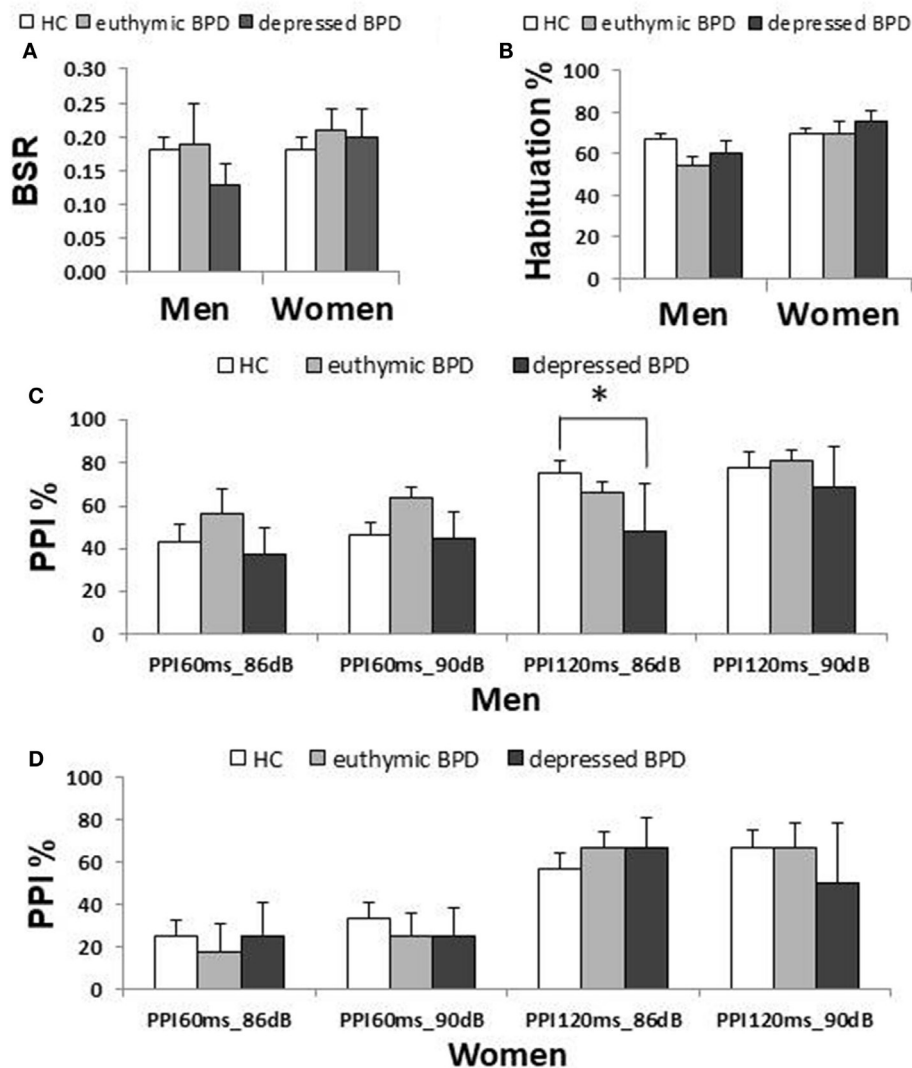 HC euthymic BPD depressed BPD
A
BSR
0.30
0.25
0.20
0.15
0.10
0.05
0.00
Men Women
HC euthymic BPD depressed BPD
B
Habituation %
100
80
60
40
20
0
Men Women
HC euthymic BPD depressed BPD
C
*
PPI %
100
80
60
40
20
0
PPI60ms_86dB PPI60ms_90dB PPI120ms_86dB PPI120ms_90dB
Men
D
HC euthymic BPD depressed BPD
PPI %
100
80
60
40
20
0
PPI60ms_86dB PPI60ms_90dB PPI120ms_86dB PPI120ms_90dB
Women